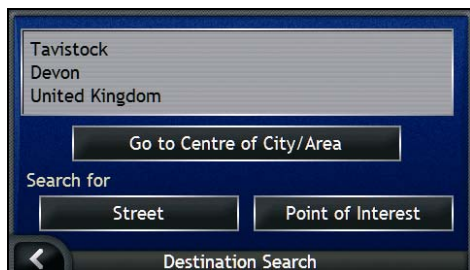 Tavistock
Devon
United Kingdom
Go to Centre of City/Area
Search for
Street Point of Interest
Destination Search